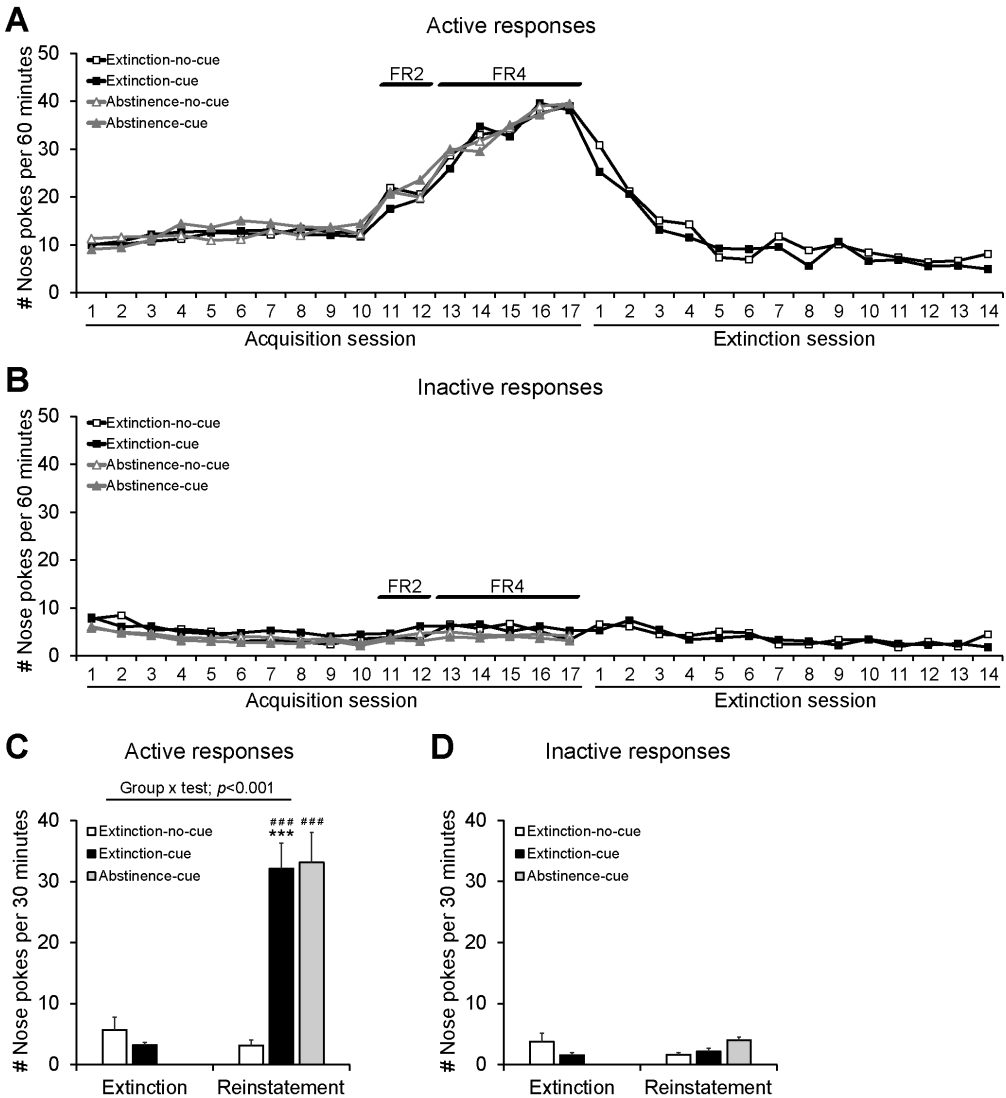 A
Active responses
# Nose pokes per 60 minutes
50
40
30
20
10
0
Extinction-no-cue
Extinction-cue
Abstinence-no-cue
Abstinence-cue
FR2 FR4
1 2 3 4 5 6 7 8 9 10 11 12 13 14 15 16 17 1 2 3 4 5 6 7 8 9 10 11 12 13 14
Acquisition session Extinction session
B
Inactive responses
# Nose pokes per 60 minutes
50
40
30
20
10
0
Extinction-no-cue
Extinction-cue
Abstinence-no-cue
Abstinence-cue
FR2 FR4
1 2 3 4 5 6 7 8 9 10 11 12 13 14 15 16 17 1 2 3 4 5 6 7 8 9 10 11 12 13 14
Acquisition session Extinction session
C
Active responses
Group x test; p<0.001
# Nose pokes per 30 minutes
40
30
20
10
0
Extinction-no-cue
Extinction-cue
Abstinence-cue
### ###
***
Extinction Reinstatement
D
Inactive responses
# Nose pokes per 30 minutes
40
30
20
10
0
Extinction-no-cue
Extinction-cue
Abstinence-cue
Extinction Reinstatement